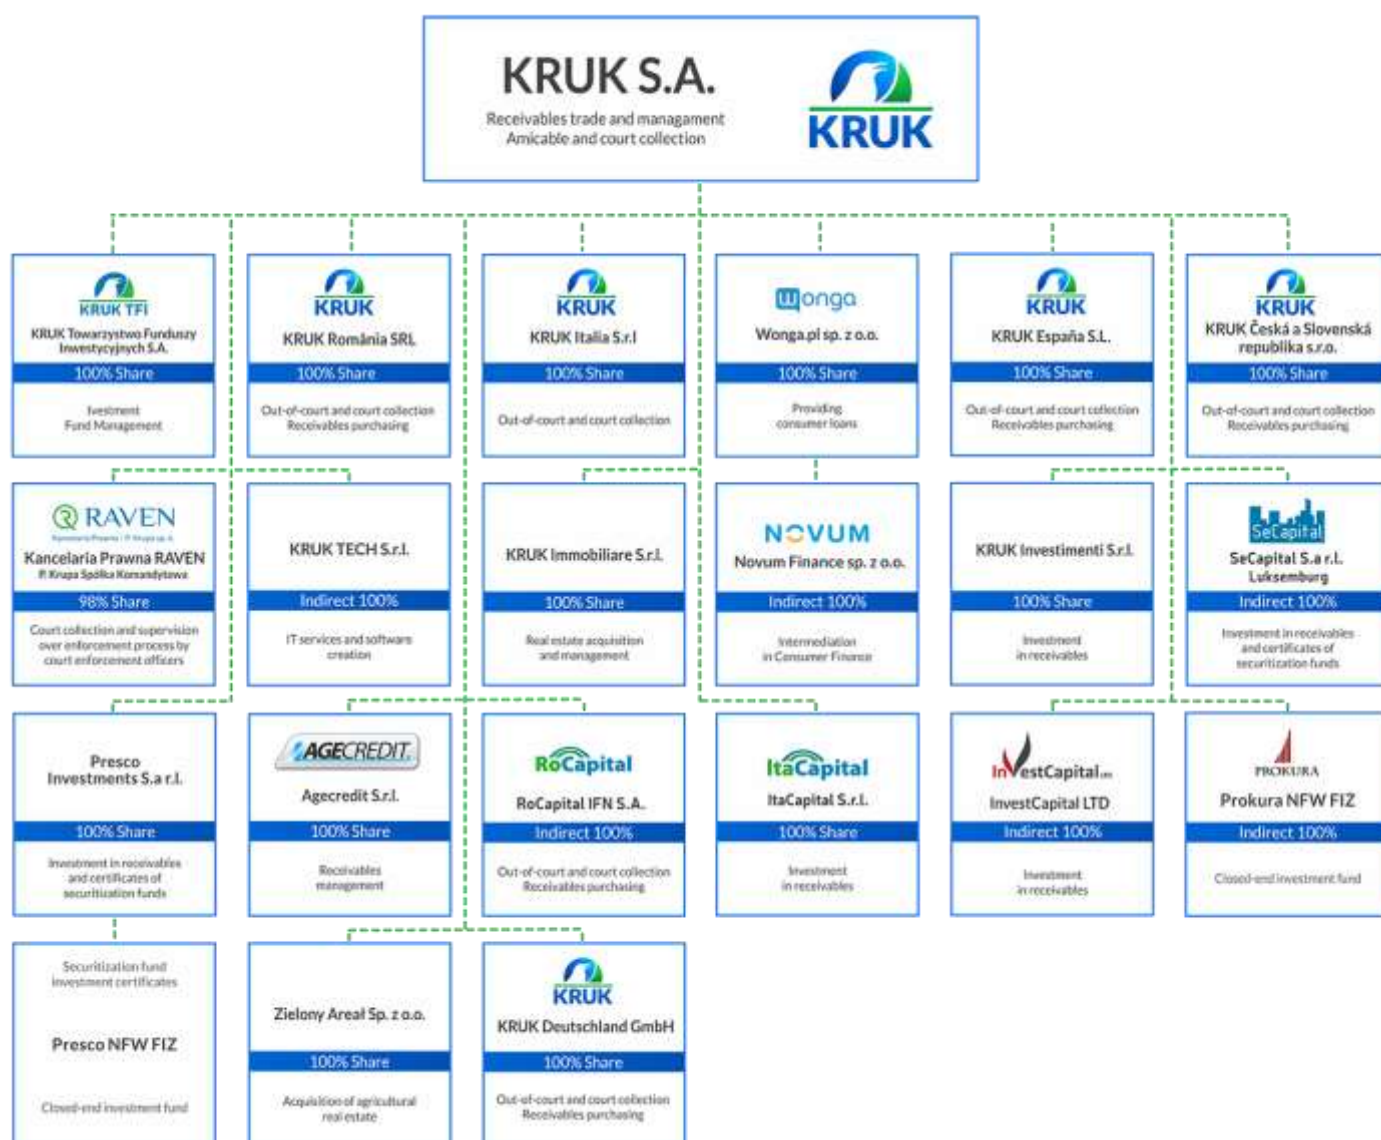 KRUK S.A.
Receivables trade and managament
Amicable and court collection
KRUK
KRUK TFI
KRUK Towarzystwo Funduszy
Inwestycyjnych S.A.
100% Share
Ivestment
Fund Management
KRUK
KRUK România SRL
100% Share
Out-of-court and court collection
Receivables purchasing
KRUK
KRUK Italia S.r.l
100% Share
Out-of-court and court collection
wonga
Wonga.pl sp. z o.o.
100% Share
Providing
consumer loans
KRUK
KRUK España S.L.
100% Share
Out-of-court and court collection
Receivables purchasing
KRUK
KRUK Česká a Slovenská
republika s.r.o.
100% Share
Out-of-court and court collection
Receivables purchasing
RAVEN
Kancelaria Prawna RAVEN
P. Krupa Spółka Komandytowa
98% Share
Court collection and supervision
over enforcement process by
court enforcement officers
KRUK TECH S.r.l.
Indirect 100%
IT services and software
creation
KRUK Immobiliare S.r.l.
100% Share
Real estate acquisition
and management
NOVUM
Novum Finance sp. z o.o.
Indirect 100%
Intermediation
in Consumer Finance
KRUK Investimenti S.r.l.
100% Share
Investment
in receivables
SeCapital
SeCapital S.a r.l.
Luksemburg
Indirect 100%
Investment in receivables
and certificates of
securitization funds
Presco
Investments S.a r.l.
100% Share
Investment in receivables
and certificates of
securitization funds
AGECREDIT
Agecredit S.r.l.
100% Share
Receivables
management
RoCapital
RoCapital IFN S.A.
Indirect 100%
Out-of-court and court collection
Receivables purchasing
ItaCapital
ItaCapital S.r.l.
100% Share
Investment
in receivables
InvestCapital LTD
InvestCapital LTD
Indirect 100%
Investment
in receivables
PROKURA
Prokura NFW FIZ
Indirect 100%
Closed-end investment fund
Securitization fund
investment certificates
Presco NFW FIZ
Closed-end investment fund
Zielony Areał Sp. z o.o.
100% Share
Acquisition of agricultural
real estate
KRUK
KRUK Deutschland GmbH
100% Share
Out-of-court and court collection
Receivables purchasing